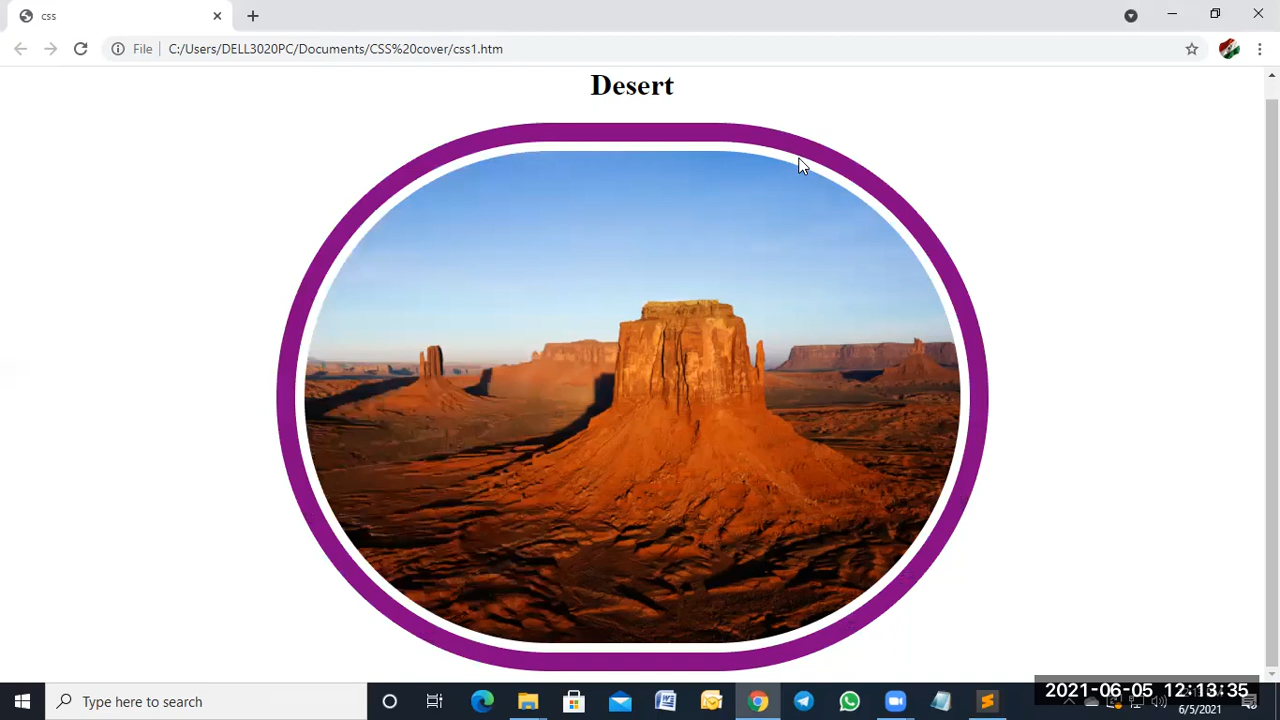 css
File
C:/Users/DELL3020PC/Documents/CSS%20cover/css1.htm
Desert
Type here to search
2021-06-05 12:13:35
6/5/2021